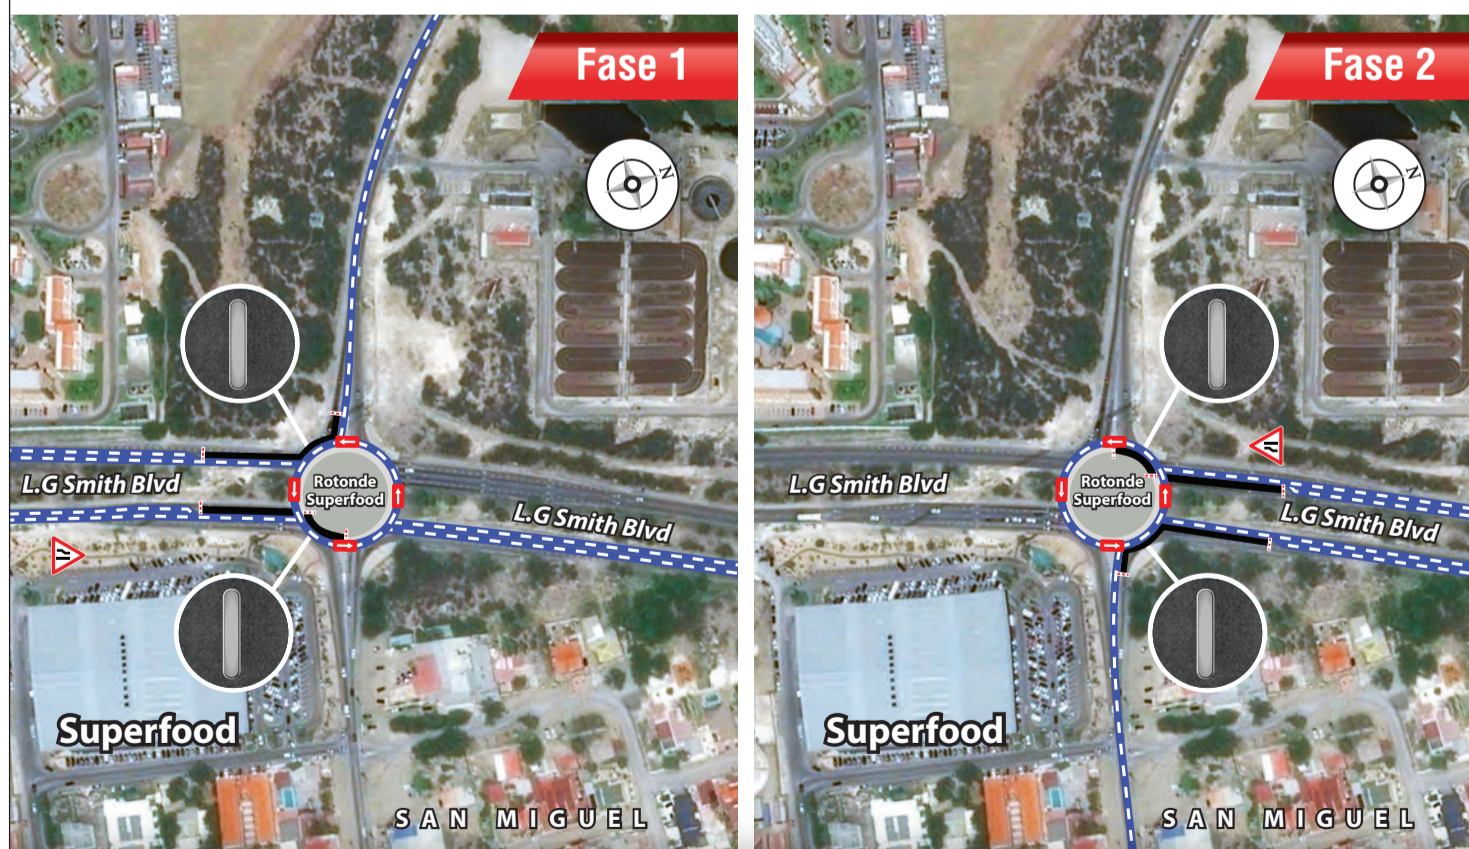 Fase 1
N
L.G Smith Blvd
Rotonde
Superfood
L.G Smith Blvd
Superfood
SAN MIGUEL
Fase 2
N
L.G Smith Blvd
Rotonde
Superfood
L.G Smith Blvd
Superfood
SAN MIGUEL